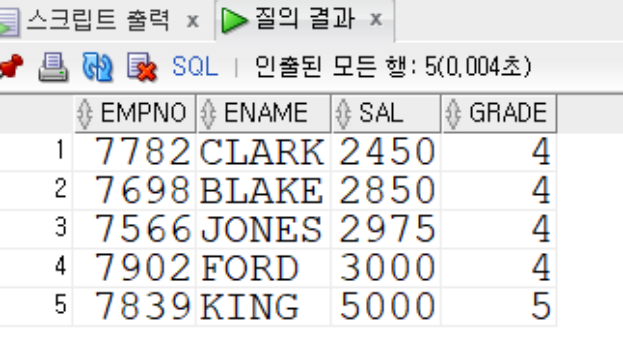 스크립트 출력 x 질의 결과 x
SQL | 인출된 모든 행: 5(0,004초)
EMPNO ENAME SAL GRADE
1 7782 CLARK 2450 4
2 7698 BLAKE 2850 4
3 7566 JONES 2975 4
4 7902 FORD 3000 4
5 7839 KING 5000 5